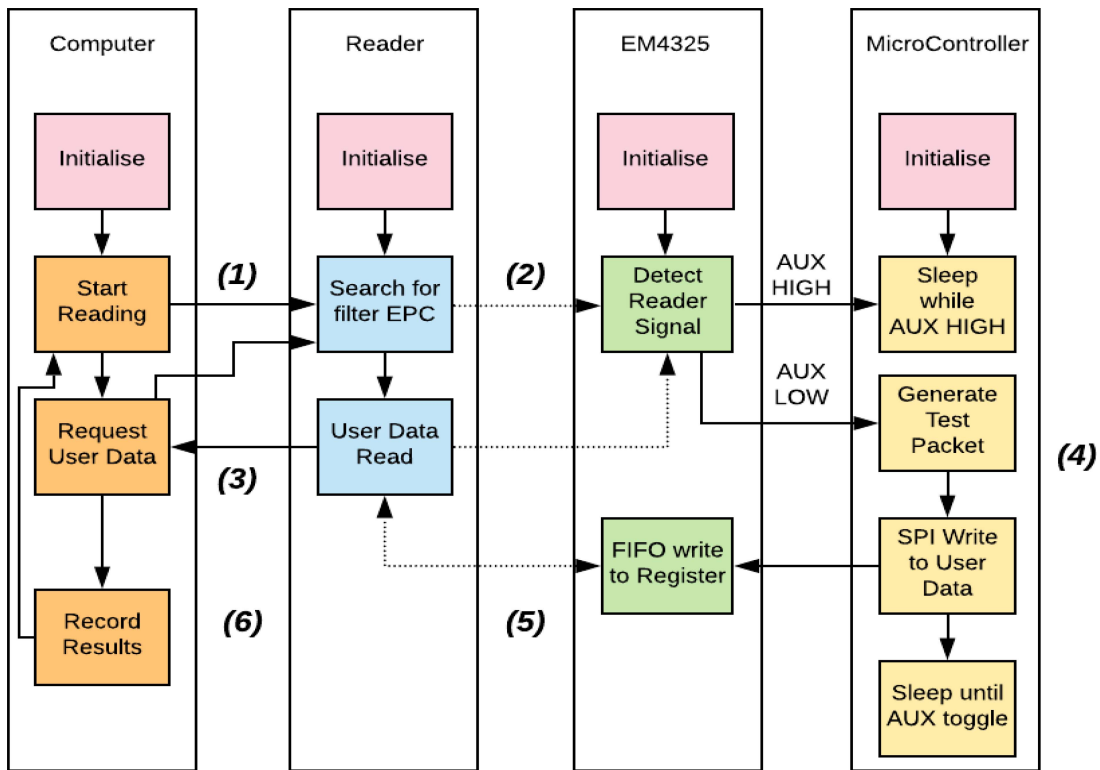 Computer
Reader
EM4325
MicroController
Initialise
Initialise
Initialise
Initialise
Start
Reading
(1)
Search for
filter EPC
(2)
Detect
Reader
Signal
AUX
HIGH
Sleep
while
AUX HIGH
AUX
LOW
Request
User Data
(3)
User Data
Read
Generate
Test
Packet
(4)
FIFO write
to Register
SPI Write
to User
Data
Record
Results
(6)
(5)
Sleep until
AUX toggle